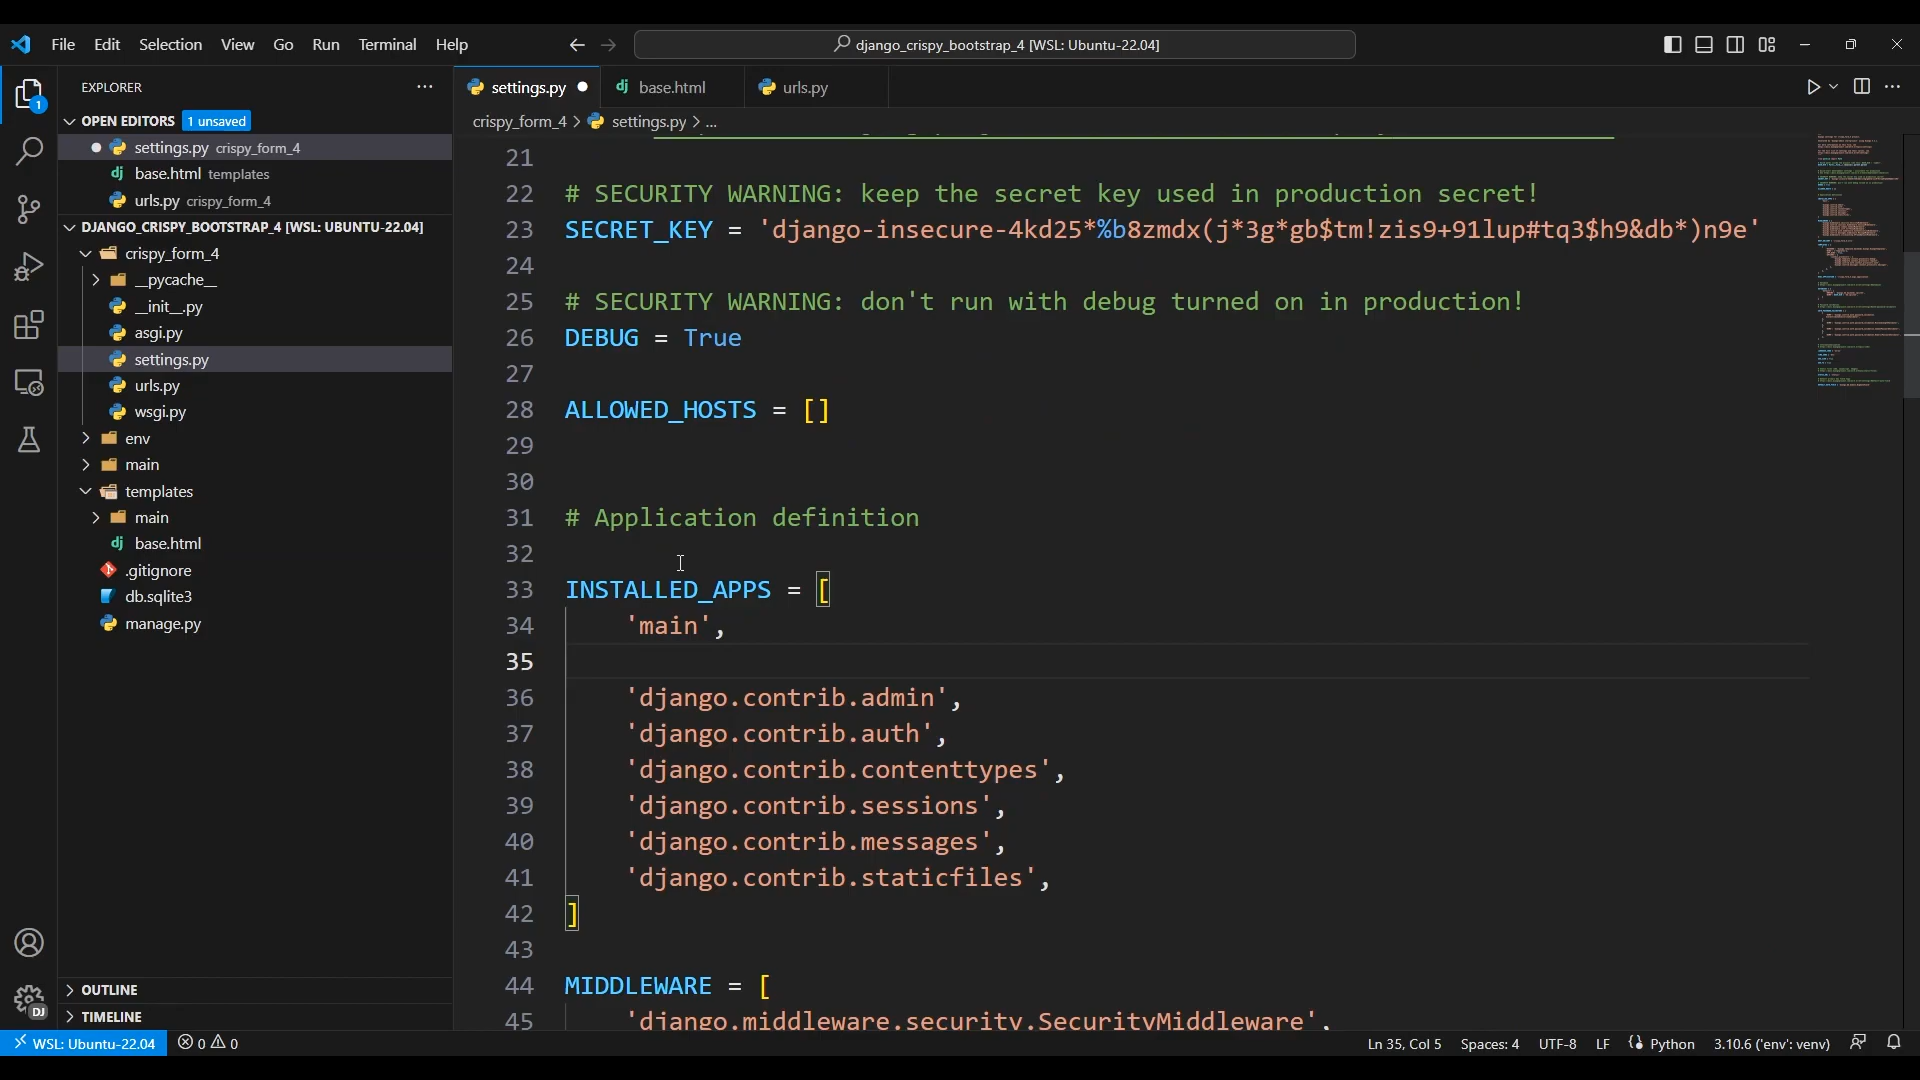 File Edit Selection View Go Run Terminal Help
django_crispy_bootstrap_4 [WSL: Ubuntu-22.04]
EXPLORER
OPEN EDITORS 1 unsaved
settings.py crispy_form_4
base.html templates
urls.py crispy_form_4
DJANGO_CRISPY_BOOTSTRAP_4 [WSL: UBUNTU-22.04]
crispy_form_4
__pycache__
__init__.py
asgi.py
settings.py
urls.py
wsgi.py
env
main
templates
main
base.html
.gitignore
db.sqlite3
manage.py
OUTLINE
TIMELINE
1
DJ
settings.py base.html urls.py
crispy_form_4 > settings.py > ...
21
22 # SECURITY WARNING: keep the secret key used in production secret!
23 SECRET_KEY = 'django-insecure-4kd25*%b8zmdx(j*3g*gb$tm!zis9+91lup#tq3$h9&db*)n9e'
24
25 # SECURITY WARNING: don't run with debug turned on in production!
26 DEBUG = True
27
28 ALLOWED_HOSTS = []
29
30
31 # Application definition
32
33 INSTALLED_APPS = [
34 'main',
35
36 'django.contrib.admin',
37 'django.contrib.auth',
38 'django.contrib.contenttypes',
39 'django.contrib.sessions',
40 'django.contrib.messages',
41 'django.contrib.staticfiles',
42 ]
43
44 MIDDLEWARE = [
45 'django.middleware.security.SecurityMiddleware',
WSL: Ubuntu-22.04 0 0 Ln 35, Col 5 Spaces: 4 UTF-8 LF Python 3.10.6 ('env': venv)